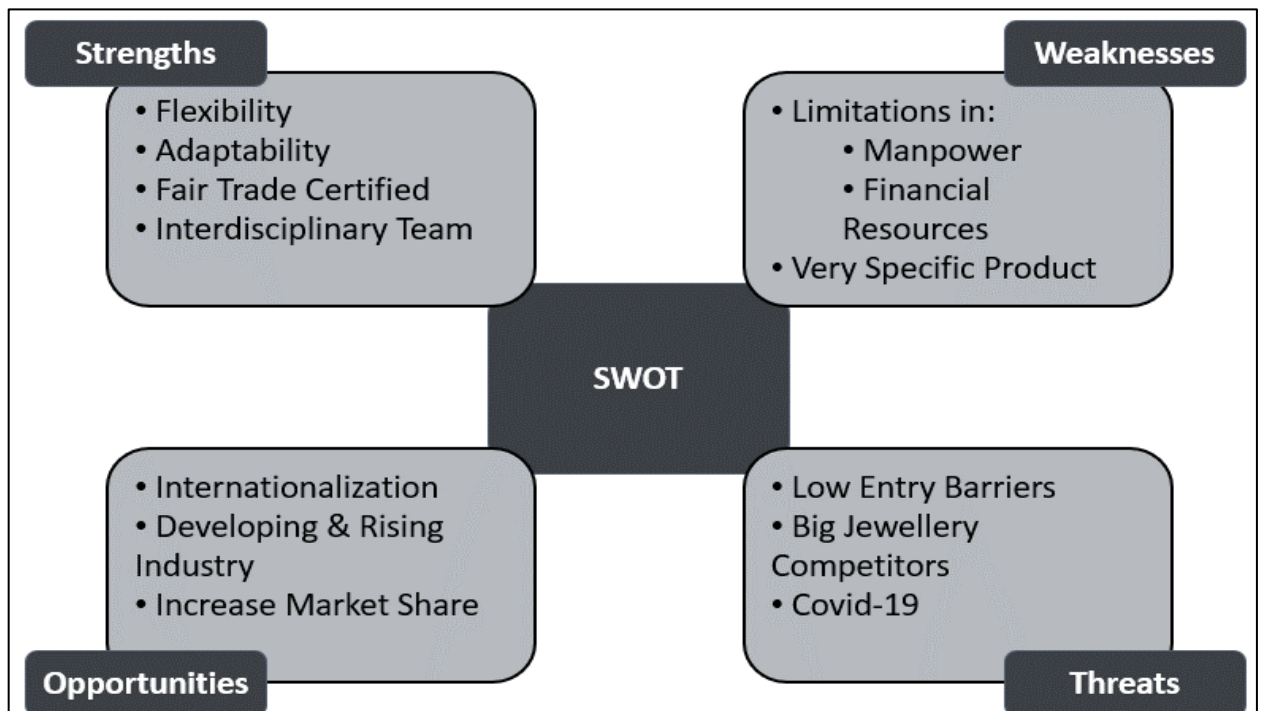 Strengths
• Flexibility
• Adaptability
• Fair Trade Certified
• Interdisciplinary Team
Weaknesses
• Limitations in:
• Manpower
• Financial
Resources
• Very Specific Product
SWOT
• Internationalization
• Developing & Rising
Industry
• Increase Market Share
Opportunities
• Low Entry Barriers
• Big Jewellery
Competitors
• Covid-19
Threats